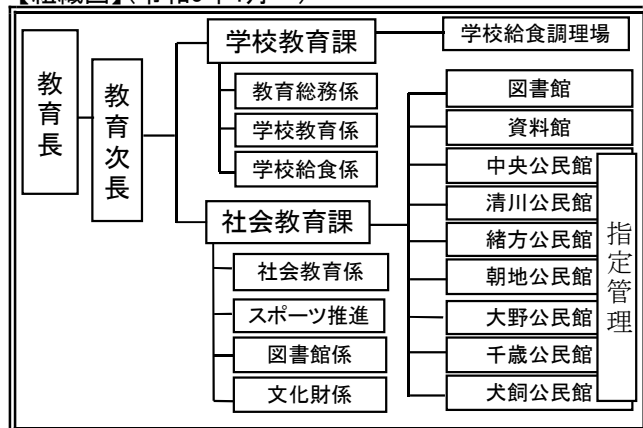 学校教育課
学校給食調理場
教育長
教育次長
教育総務係
学校教育係
学校給食係
社会教育課
社会教育係
スポーツ推進
図書館係
文化財係
図書館
資料館
中央公民館
清川公民館
緒方公民館
朝地公民館
大野公民館
千歳公民館
犬飼公民館
指定管理